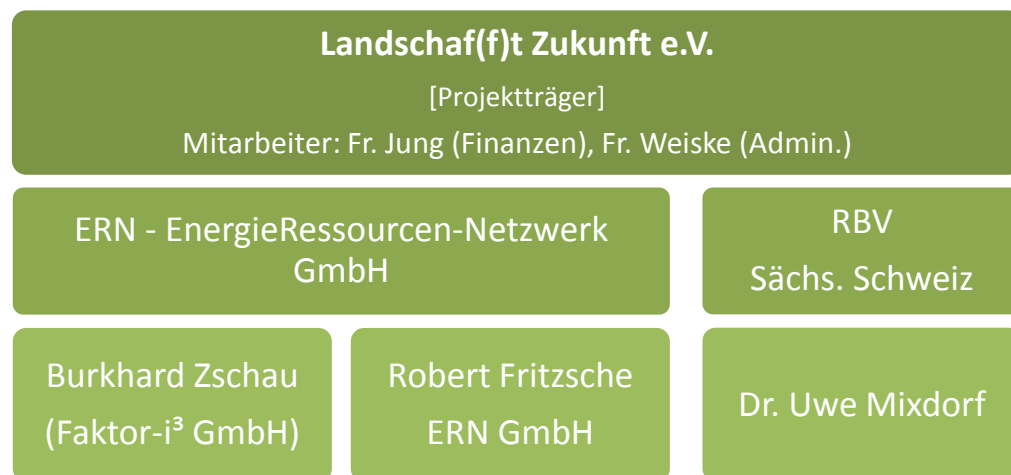 Landschaf(f)t Zukunft e.V.
[Projektträger]
Mitarbeiter: Fr. Jung (Finanzen), Fr. Weiske (Admin.)
ERN - EnergieRessourcen-Netzwerk
GmbH
RBV
Sächs. Schweiz
Burkhard Zschau
(Faktor-i³ GmbH)
Robert Fritzsche
ERN GmbH
Dr. Uwe Mixdorf